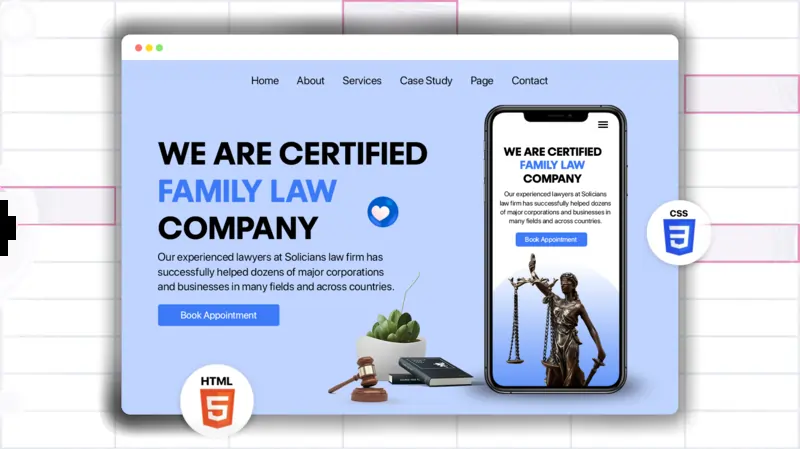 Home About Services Case Study Page Contact
WE ARE CERTIFIED
FAMILY LAW
COMPANY
Our experienced lawyers at Solicians law firm has
successfully helped dozens of major corporations
and businesses in many fields and across countries.
Book Appointment
WE ARE CERTIFIED
FAMILY LAW
COMPANY
Our experienced lawyers at Solicians
law firm has successfully helped dozens
of major corporations and businesses in
many fields and across countries.
Book Appointment
CSS
3
HTML
5